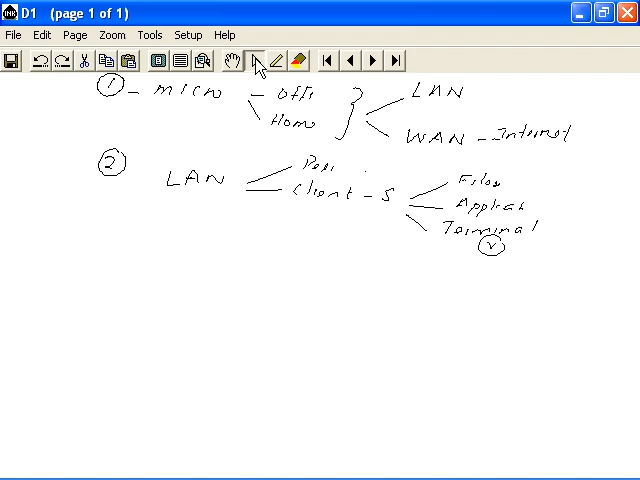 D1 (page 1 of 1)
File Edit Page Zoom Tools Setup Help
1 - micro - offi LAN
Home
WAN - Internet
2 LAN Peer
Client - S Files
Applicat
Terminal